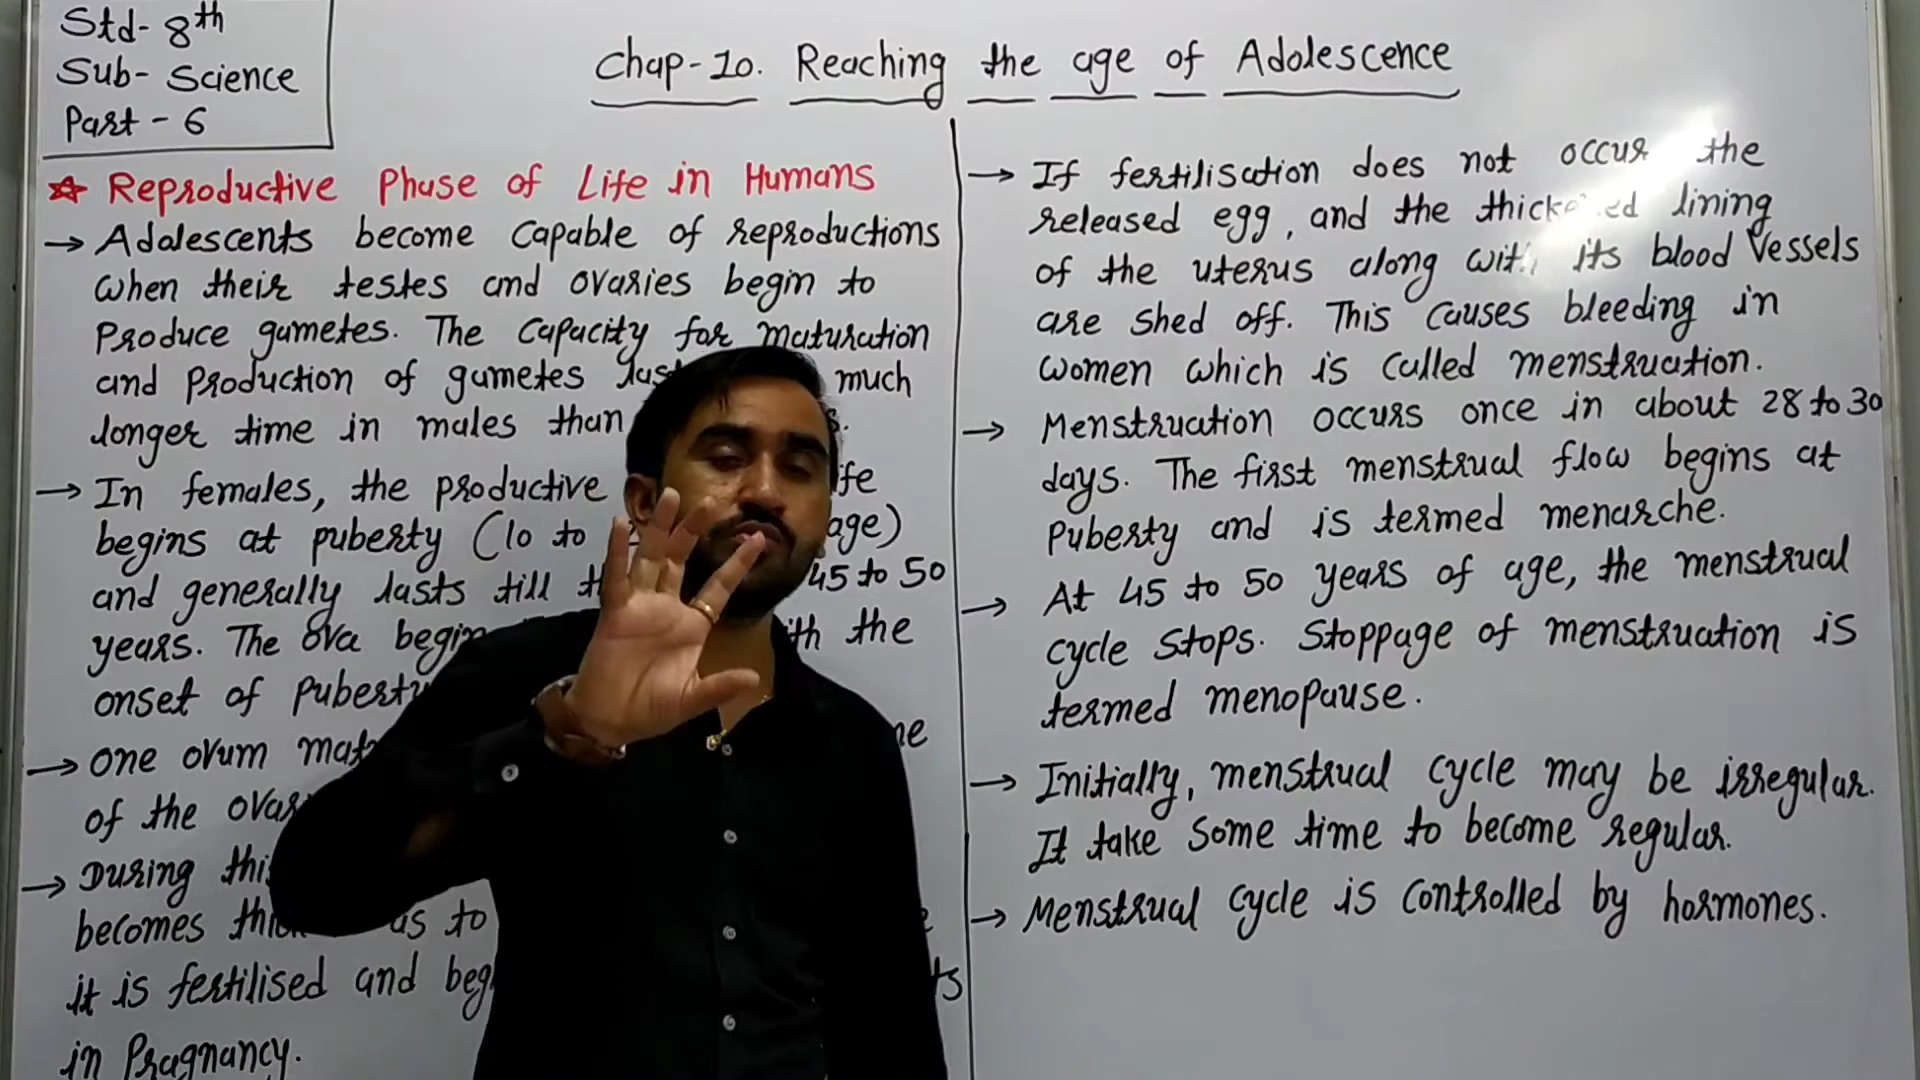 Std- 8th
Sub- Science
Part - 6
Chap-10. Reaching the age of Adolescence
☆ Reproductive Phase of Life in Humans
→ Adolescents become capable of reproductions
when their testes and ovaries begin to
Produce gametes. The capacity for maturation
and production of gametes much
longer time in males than
→ In females, the productive
begins at puberty (10 to age)
and generally lasts till 45 to 50
years. The ova begin the
onset of Puberty
→ One ovum
of the
→ During this
becomes to
it is fertilised and
in Pragnancy.
→ If fertilisation does not occur the
released egg, and the thickened lining
of the uterus along with its blood vessels
are shed off. This causes bleeding in
women which is called menstruation.
→ Menstruation occurs once in about 28 to 30
days. The first menstrual flow begins at
Puberty and is termed menarche.
→ At 45 to 50 years of age, the menstrual
cycle stops. Stoppage of menstruation is
termed menopause.
→ Initially, menstrual cycle may be irregular.
It take some time to become regular.
→ Menstrual cycle is controlled by hormones.